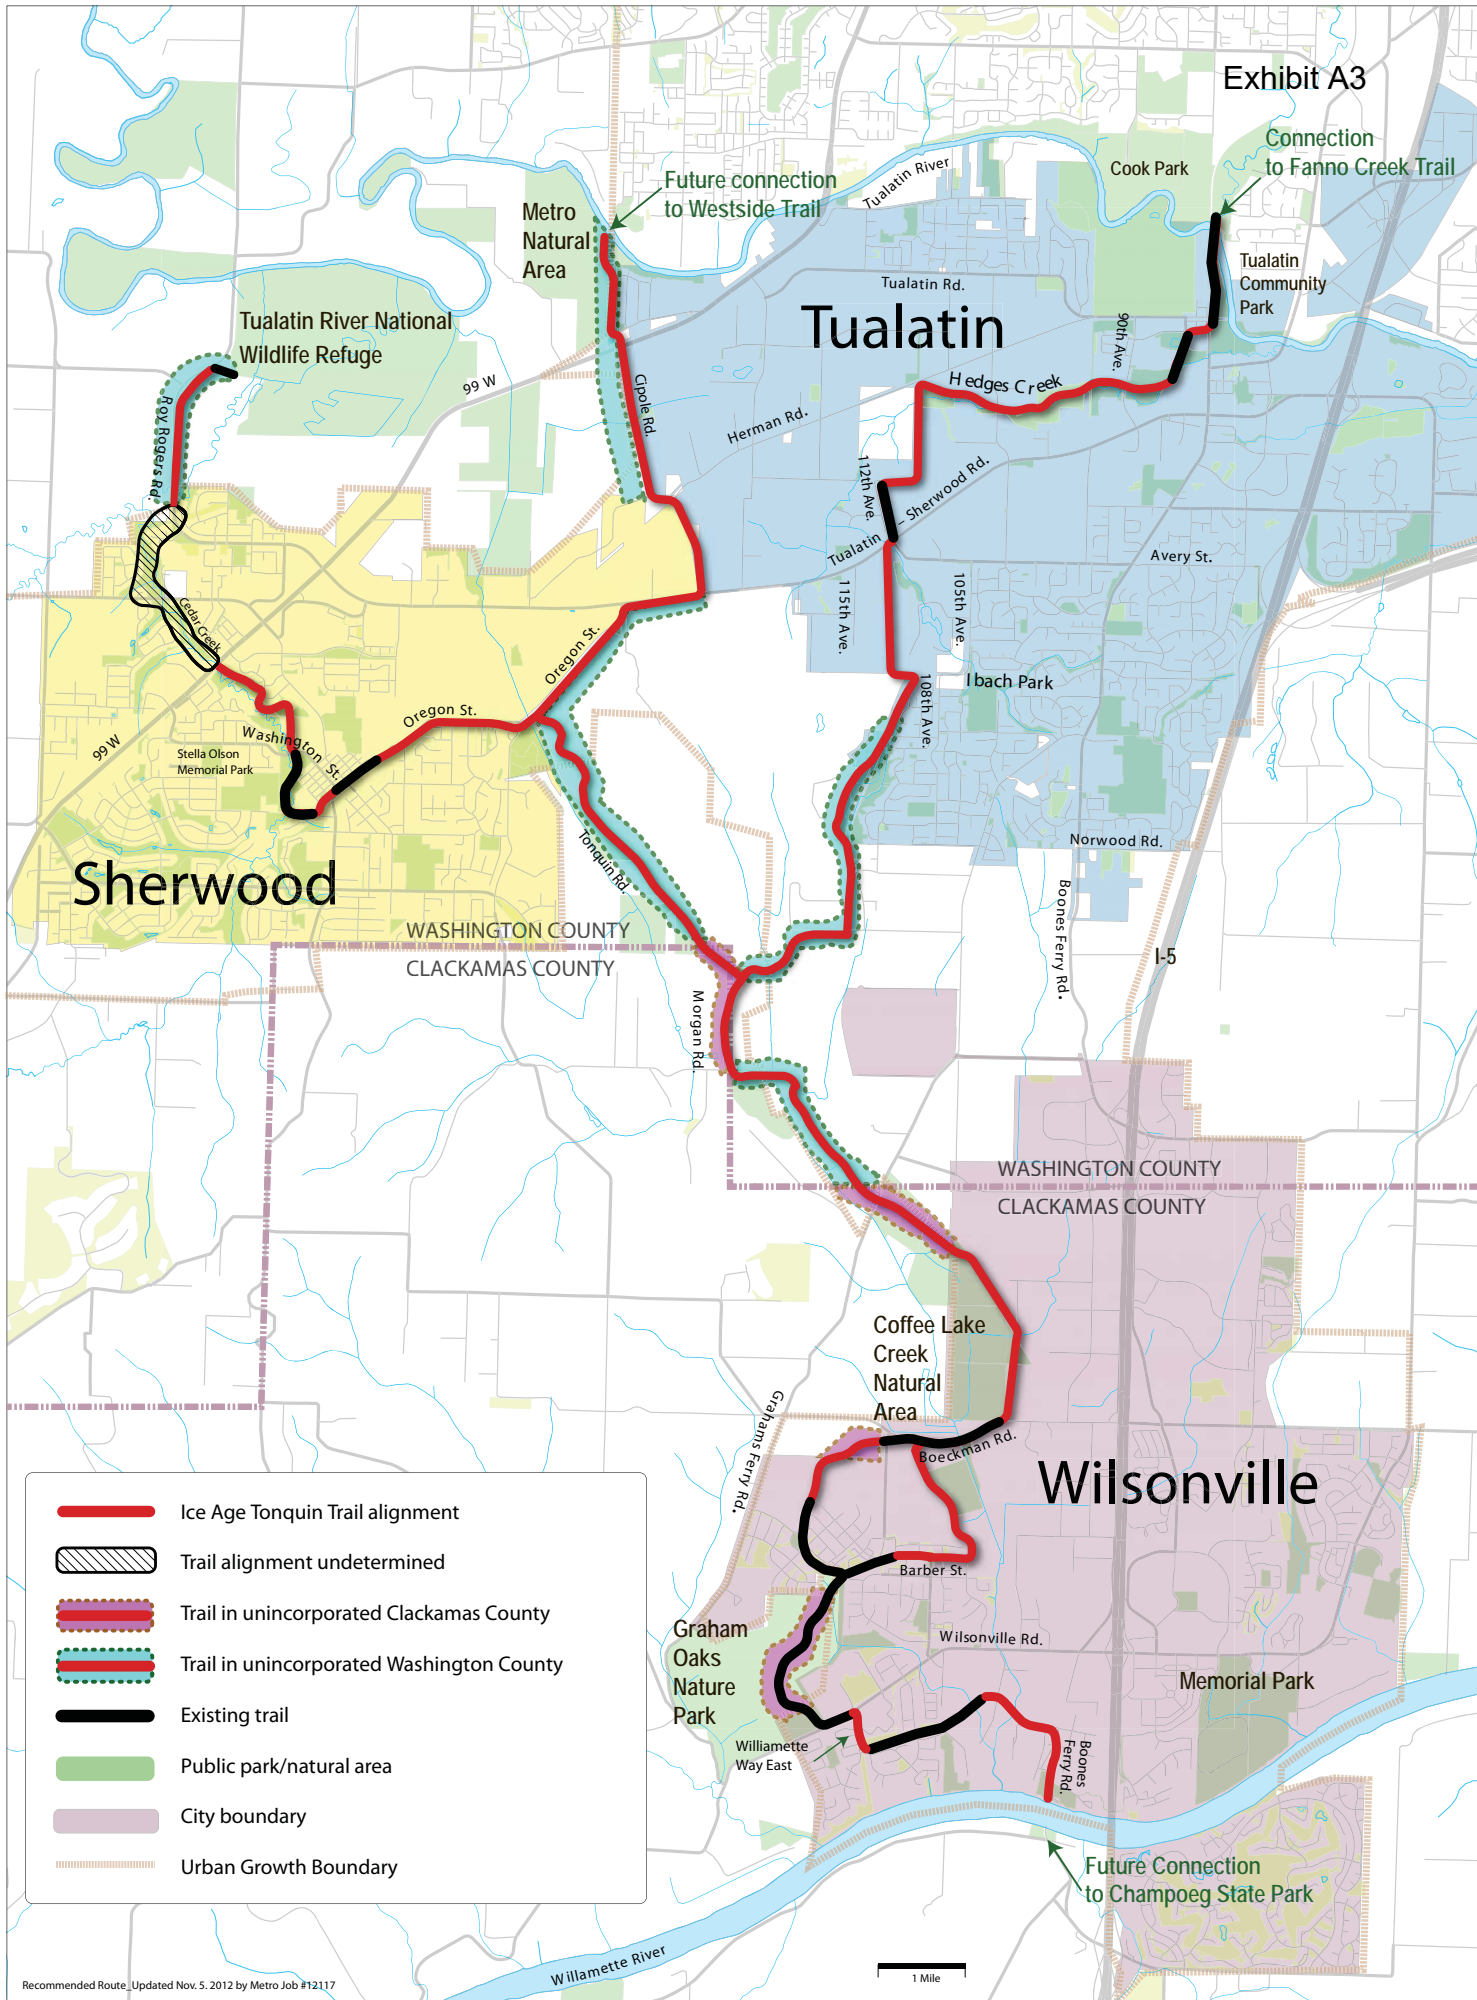 Exhibit A3
Connection
to Fanno Creek Trail
Cook Park
Future connection
to Westside Trail
Tualatin River
Metro
Natural
Area
Tualatin
Community
Park
Tualatin Rd.
Tualatin
Tualatin River National
Wildlife Refuge
90th Ave.
99 W
Cipole Rd.
Hedges Creek
Roy Rogers Rd.
Herman Rd.
112th Ave.
Tualatin – Sherwood Rd.
Avery St.
115th Ave.
105th Ave.
Cedar Creek
Oregon St.
108th Ave.
Ibach Park
Oregon St.
Washington St.
99 W
Stella Olson
Memorial Park
Tonquin Rd.
Norwood Rd.
Sherwood
Boones Ferry Rd.
WASHINGTON COUNTY
CLACKAMAS COUNTY
I-5
Morgan Rd.
WASHINGTON COUNTY
CLACKAMAS COUNTY
Coffee Lake
Creek
Natural
Area
Grahams Ferry Rd.
Boeckman Rd.
Wilsonville
Barber St.
Graham
Oaks
Nature
Park
Wilsonville Rd.
Memorial Park
Williamette
Way East
Boones
Ferry Rd.
Future Connection
to Champoeg State Park
Willamette River
1 Mile
Ice Age Tonquin Trail alignment
Trail alignment undetermined
Trail in unincorporated Clackamas County
Trail in unincorporated Washington County
Existing trail
Public park/natural area
City boundary
Urban Growth Boundary
Recommended Route_Updated Nov. 5. 2012 by Metro Job #12117